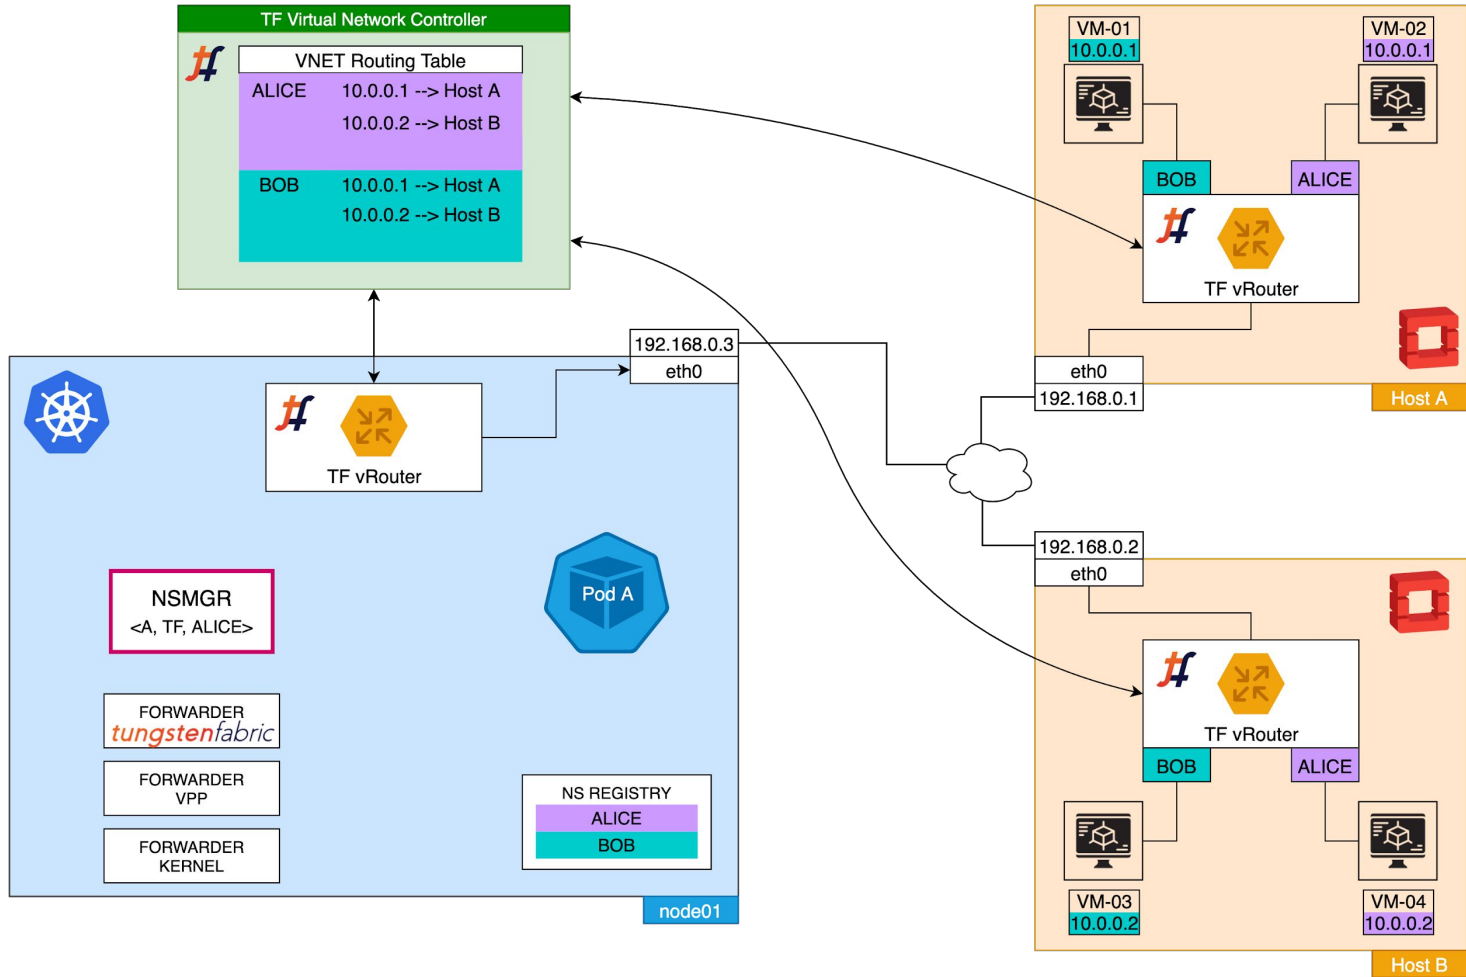 TF Virtual Network Controller
VNET Routing Table
ALICE 10.0.0.1 --> Host A
10.0.0.2 --> Host B
BOB 10.0.0.1 --> Host A
10.0.0.2 --> Host B
192.168.0.3
eth0
TF vRouter
NSMGR
<A, TF, ALICE>
Pod A
FORWARDER
tungstenfabric
FORWARDER
VPP
FORWARDER
KERNEL
NS REGISTRY
ALICE
BOB
node01
VM-01
10.0.0.1
VM-02
10.0.0.1
BOB
ALICE
TF vRouter
eth0
192.168.0.1
Host A
192.168.0.2
eth0
TF vRouter
BOB
ALICE
VM-03
10.0.0.2
VM-04
10.0.0.2
Host B